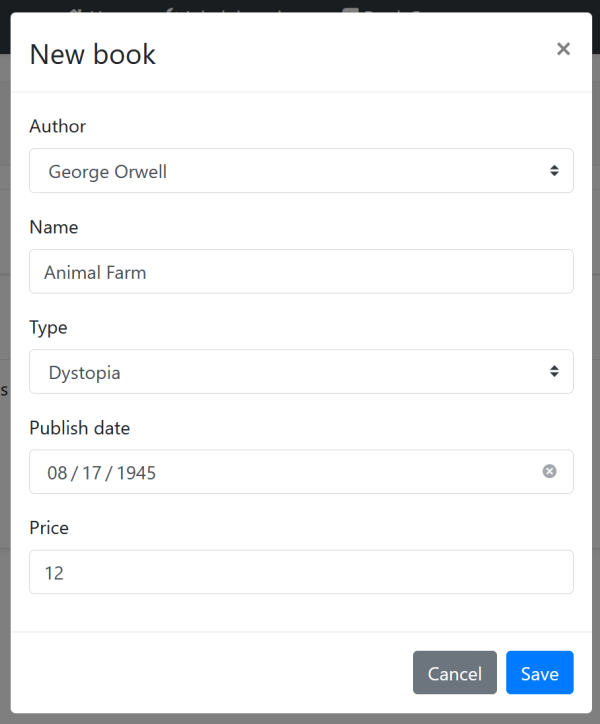 New book
×
Author
George Orwell
Name
Animal Farm
Type
Dystopia
Publish date
08 / 17 / 1945
Price
12
Cancel
Save